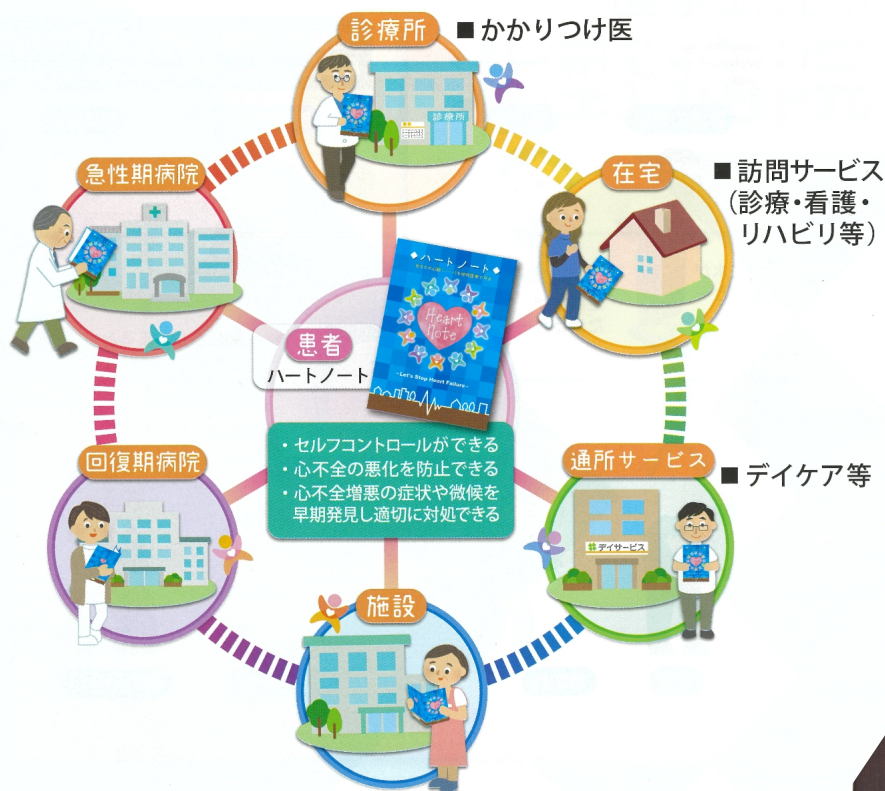 診療所
■かかりつけ医
診療所
急性期病院
在宅
■訪問サービス
(診療・看護・
リハビリ等)
◆ハートノート◆
Heart
Note
-Let's Stop Heart Failure-
患者
ハートノート
・セルフコントロールができる
・心不全の悪化を防止できる
・心不全増悪の症状や徴候を
早期発見し適切に対処できる
回復期病院
通所サービス
■デイケア等
デイサービス
施設